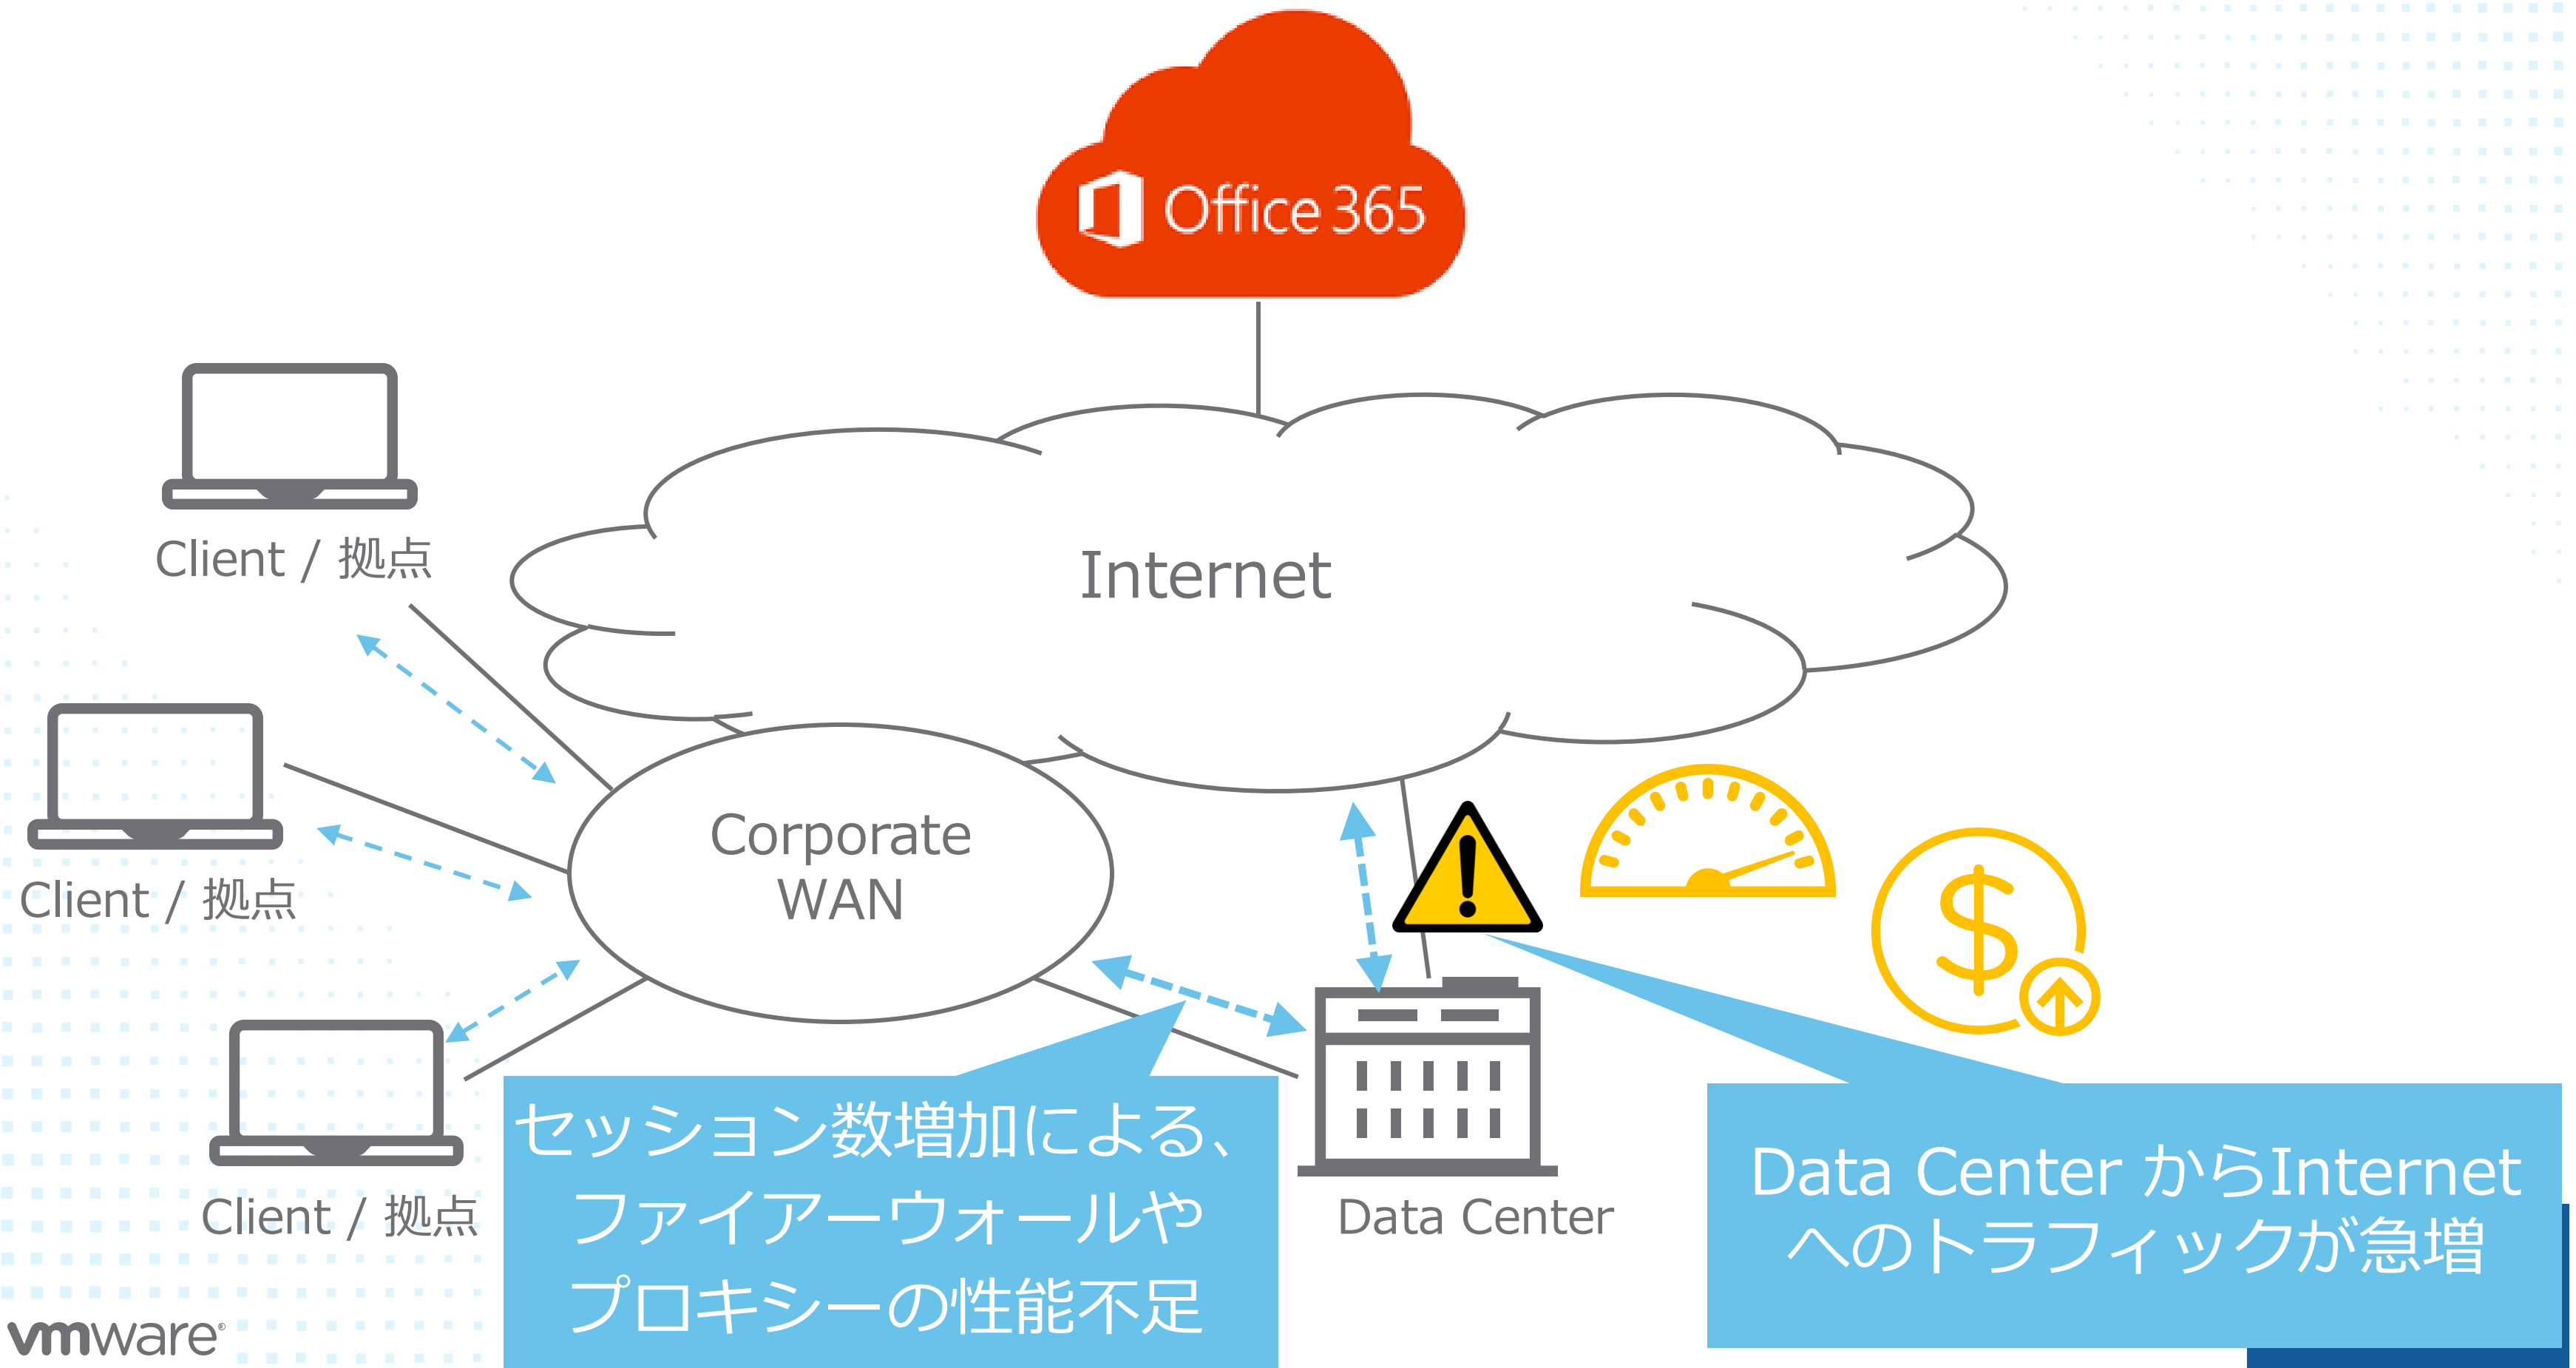 Office 365
Client / 拠点
Internet
Client / 拠点
Corporate
WAN
Client / 拠点
Data Center
セッション数増加による、
ファイアーウォールや
プロキシーの性能不足
Data Center からInternet
へのトラフィックが急増
vmware®